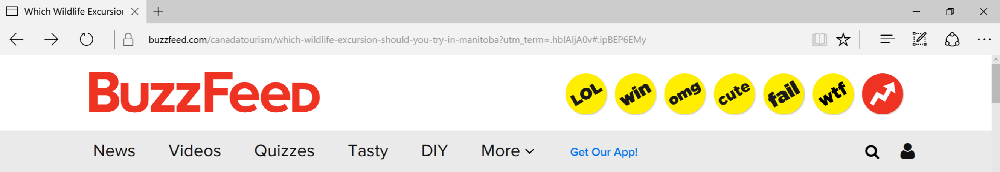 Which Wildlife Excursion
buzzfeed.com/canadatourism/which-wildlife-excursion-should-you-try-in-manitoba?utm_term=.hblAljA0v#.ipBEP6EMy
BuzzFeed LOL win omg cute fail wtf
News Videos Quizzes Tasty DIY More Get Our App!